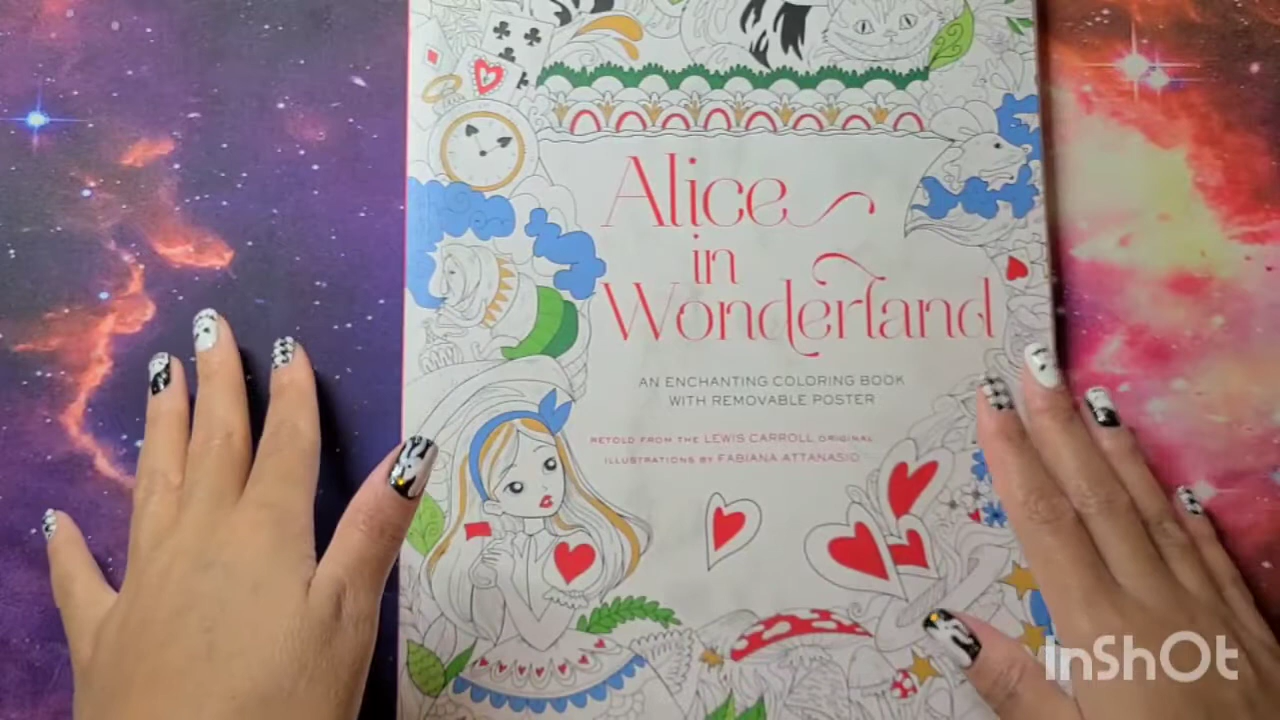 Alice
in
Wonderland
AN ENCHANTING COLORING BOOK
WITH REMOVABLE POSTER
RETOLD FROM THE LEWIS CARROLL ORIGINAL
ILLUSTRATIONS BY FABIANA ATTANASIO
InShOt